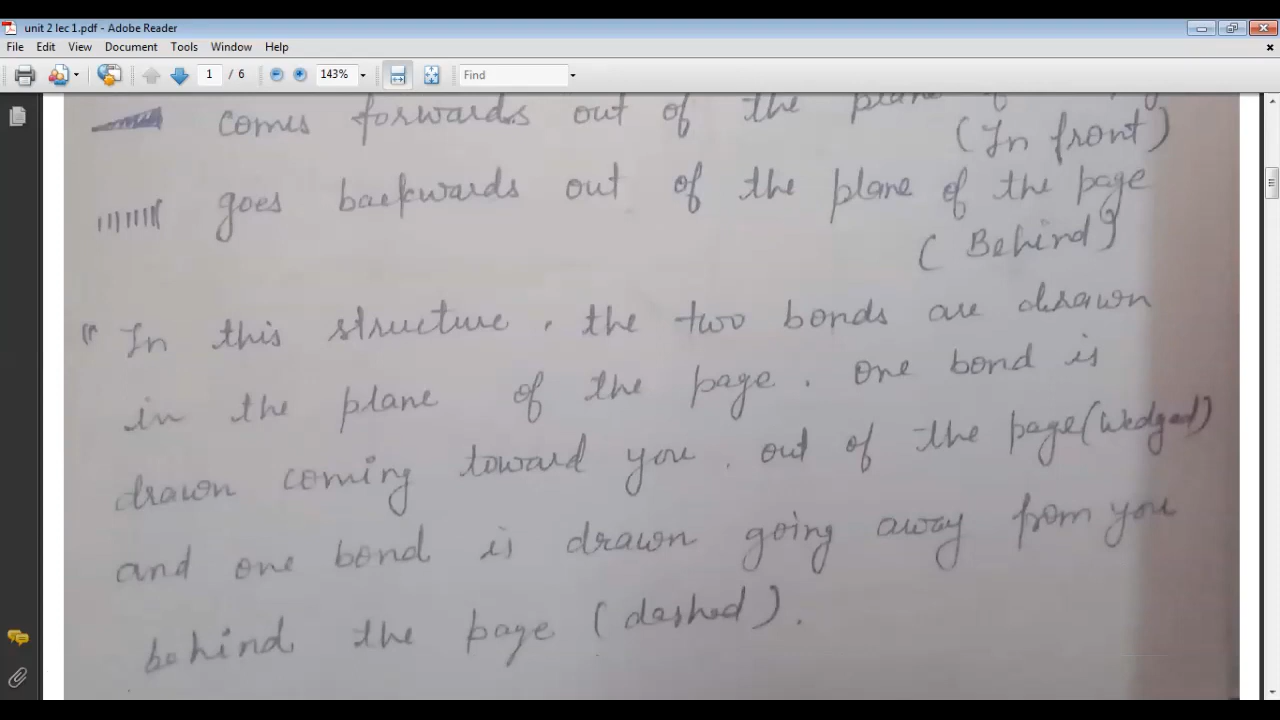 unit 2 lec 1.pdf - Adobe Reader
File Edit View Document Tools Window Help
1 / 6 143% Find
comes forwards out of the plane of
(In front)
goes backwards out of the plane of the page
(Behind)
" In this structure, the two bonds are drawn
in the plane of the page. One bond is
drawn coming toward you, out of the page (Wedged)
and one bond is drawn going away from you
behind the page (dashed).